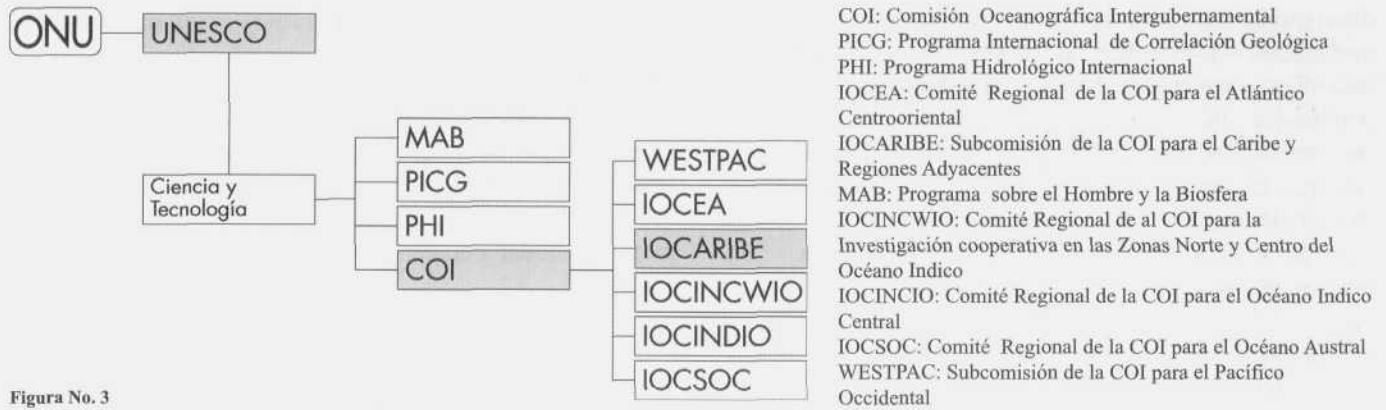 ONU
UNESCO
Ciencia y
Tecnología
MAB
PICG
PHI
COI
WESTPAC
IOCEA
IOCARIBE
IOCINCWIO
IOCINDIO
IOCSOC
COI: Comisión Oceanográfica Intergubernamental
PICG: Programa Internacional de Correlación Geológica
PHI: Programa Hidrológico Internacional
IOCEA: Comité Regional de la COI para el Atlántico
Centrooriental
IOCARIBE: Subcomisión de la COI para el Caribe y
Regiones Adyacentes
MAB: Programa sobre el Hombre y la Biosfera
IOCINCWIO: Comité Regional de al COI para la
Investigación cooperativa en las Zonas Norte y Centro del
Océano Indico
IOCINCIO: Comité Regional de la COI para el Océano Indico
Central
IOCSOC: Comité Regional de la COI para el Océano Austral
WESTPAC: Subcomisión de la COI para el Pacífico
Occidental
Figura No. 3